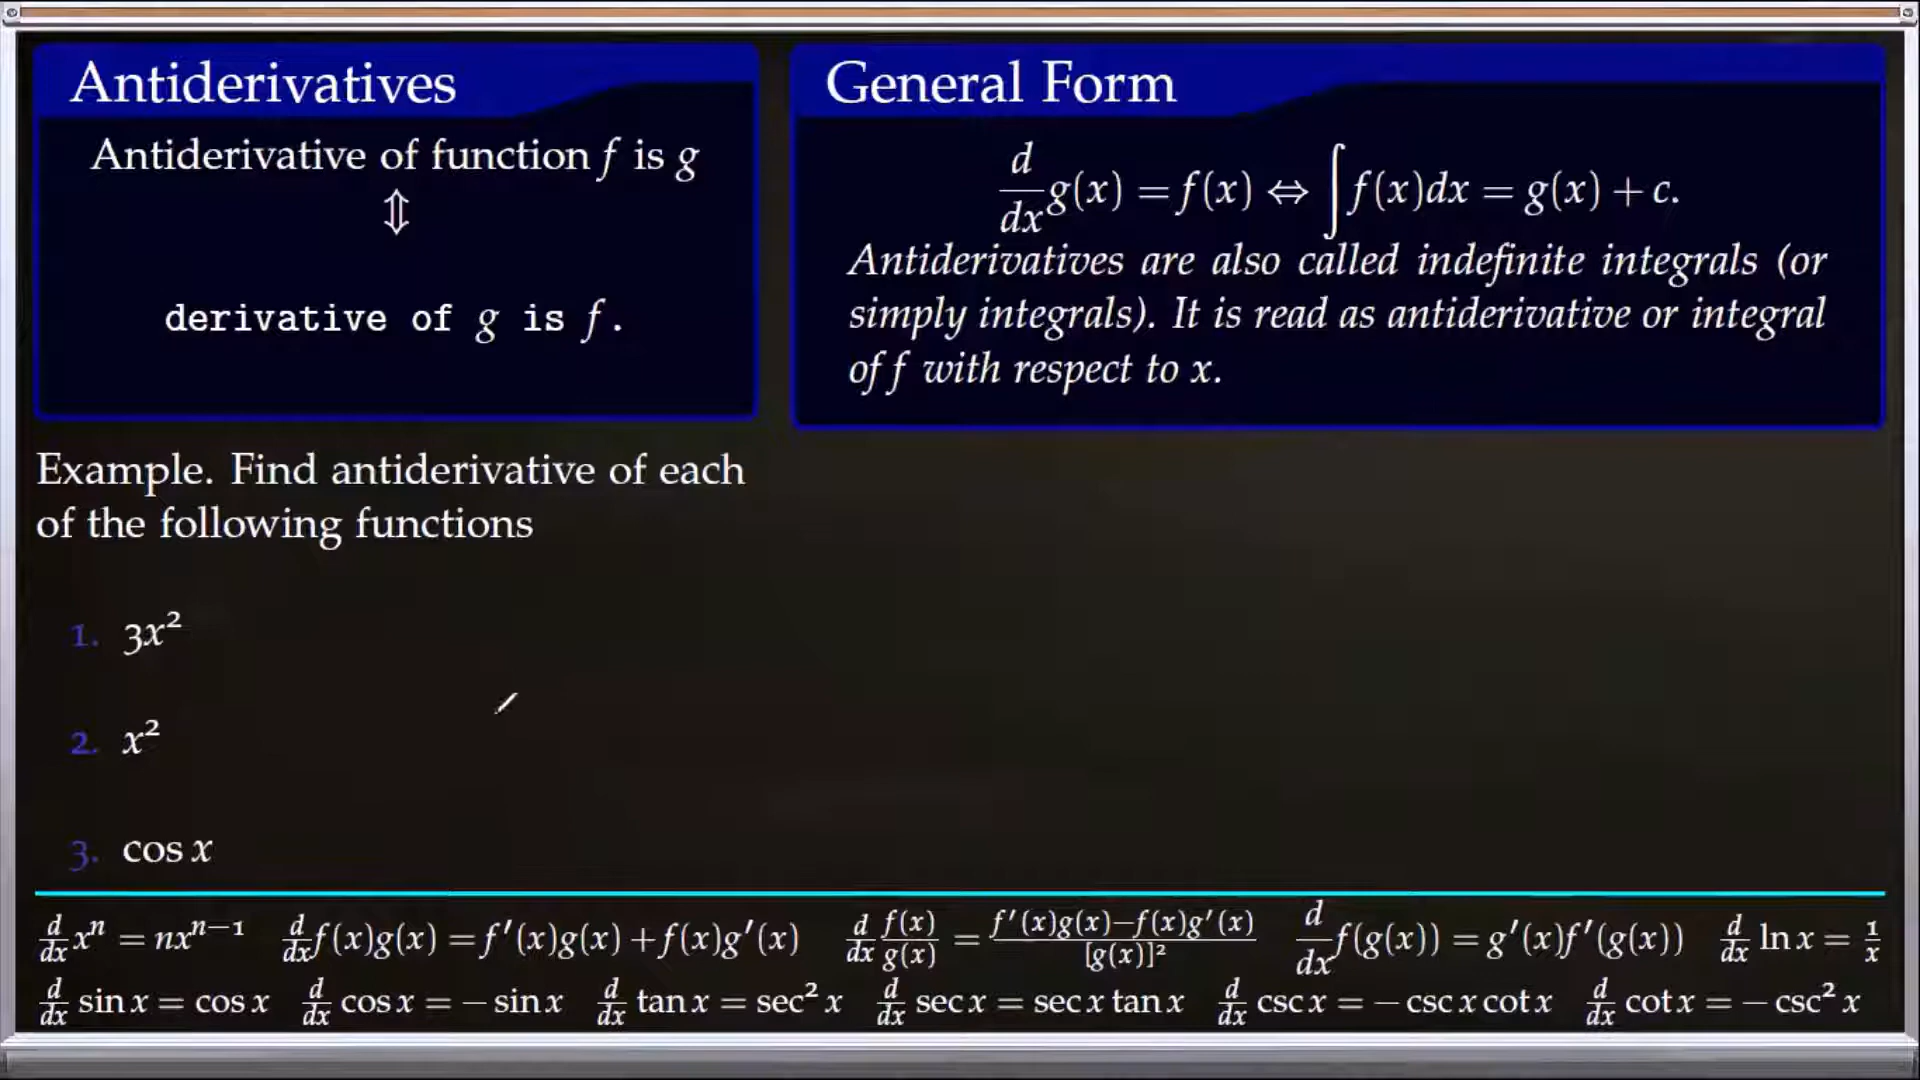 Antiderivatives
Antiderivative of function f is g
⇕
derivative of g is f.
General Form
d/dx g(x) = f(x) ⇔ ∫ f(x)dx = g(x) + c.
Antiderivatives are also called indefinite integrals (or
simply integrals). It is read as antiderivative or integral
of f with respect to x.
Example. Find antiderivative of each
of the following functions
1. 3x²
2. x²
3. cos x
d/dx xⁿ = nxⁿ⁻¹ d/dx f(x)g(x) = f′(x)g(x) + f(x)g′(x) d/dx f(x)/g(x) = f′(x)g(x)−f(x)g′(x)/[g(x)]² d/dx f(g(x)) = g′(x)f′(g(x)) d/dx ln x = 1/x
d/dx sin x = cos x d/dx cos x = − sin x d/dx tan x = sec² x d/dx sec x = sec x tan x d/dx csc x = − csc x cot x d/dx cot x = − csc² x